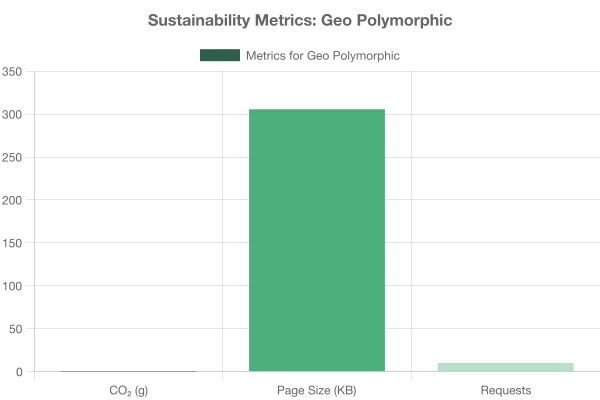 Sustainability Metrics: Geo Polymorphic
Metrics for Geo Polymorphic
350
300
250
200
150
100
50
0
CO₂ (g) Page Size (KB) Requests